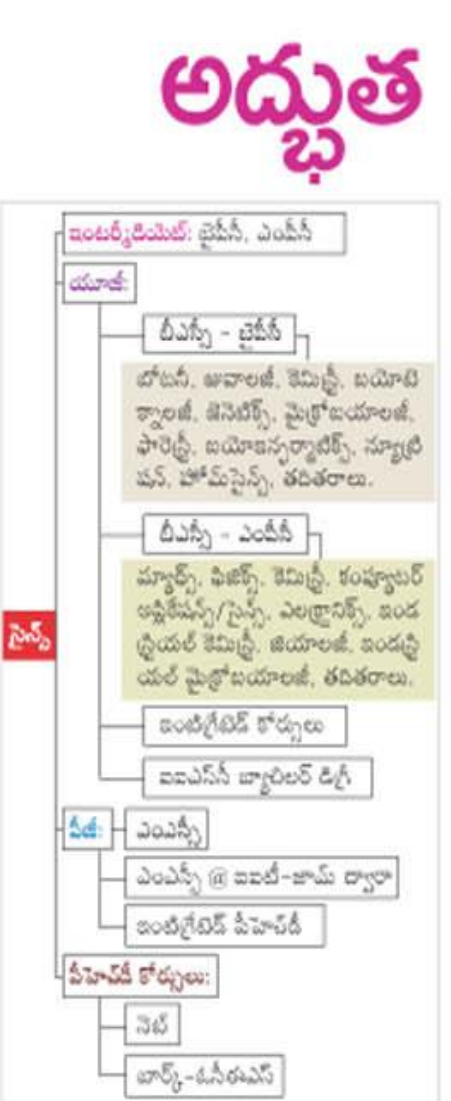 అద్భుత
ఇంటర్మీడియెట్: బైపీసీ, ఎంపీసీ
యూజీ:
బీఎస్సీ - బైపీసీ
బోటనీ, జువాలజీ, కెమిస్ట్రీ, బయోటె
క్నాలజీ, జెనెటిక్స్, మైక్రోబయాలజీ,
ఫారెస్ట్రీ, బయోఇన్ఫర్మాటిక్స్, న్యూట్రి
షన్, హోమ్‌సైన్స్, తదితరాలు.
బీఎస్సీ - ఎంపీసీ
మ్యాథ్స్, ఫిజిక్స్, కెమిస్ట్రీ, కంప్యూటర్
అప్లికేషన్స్/సైన్స్, ఎలక్ట్రానిక్స్, ఇండ
స్ట్రియల్ కెమిస్ట్రీ, జియాలజీ, ఇండస్ట్రి
యల్ మైక్రోబయాలజీ, తదితరాలు.
సైన్స్
ఇంటిగ్రేటెడ్ కోర్సులు
ఐఐఎస్‌సీ బ్యాచిలర్ డిగ్రీ
పీజీ:
ఎంఎస్సీ
ఎంఎస్సీ @ ఐఐటీ-జామ్ ద్వారా
ఇంటిగ్రేటెడ్ పీహెచ్‌డీ
పీహెచ్‌డీ కోర్సులు:
నెట్
బార్క్-ఓసీఈఎస్